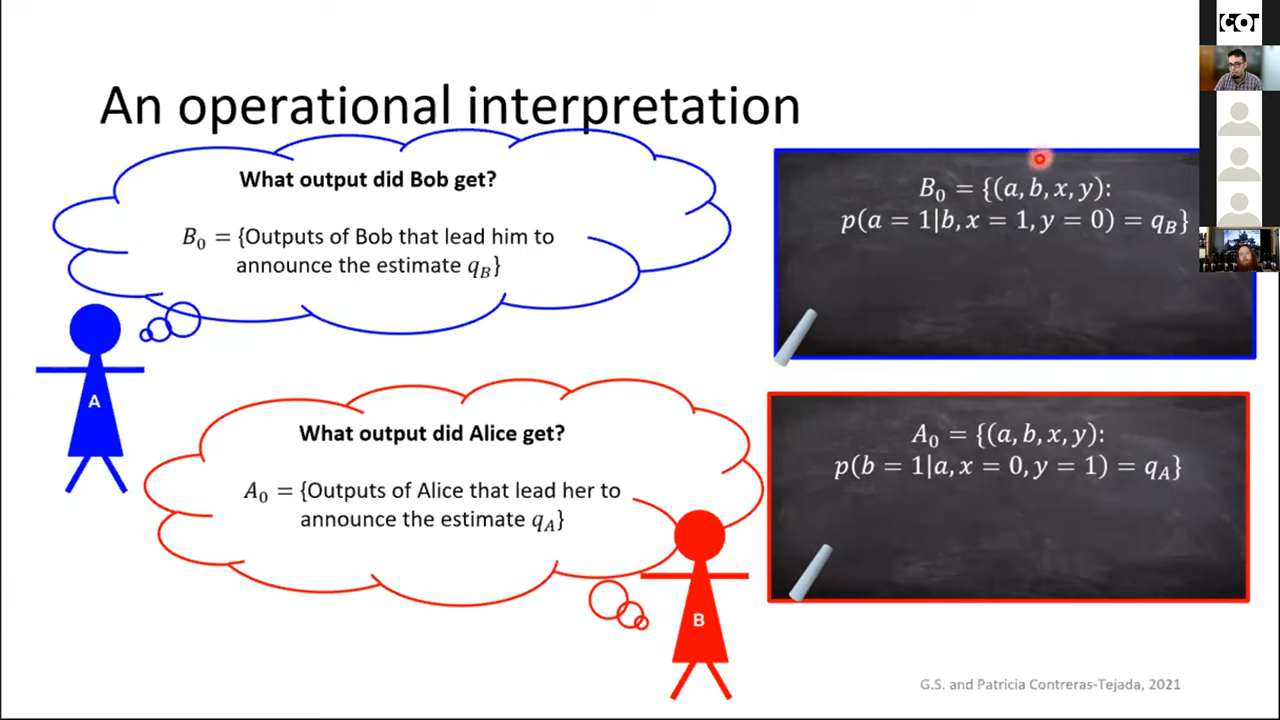 An operational interpretation
What output did Bob get?
B₀ = {Outputs of Bob that lead him to
announce the estimate q_B}
B₀ = {(a, b, x, y):
p(a = 1|b, x = 1, y = 0) = q_B}
A
What output did Alice get?
A₀ = {Outputs of Alice that lead her to
announce the estimate q_A}
A₀ = {(a, b, x, y):
p(b = 1|a, x = 0, y = 1) = q_A}
B
G.S. and Patricia Contreras-Tejada, 2021